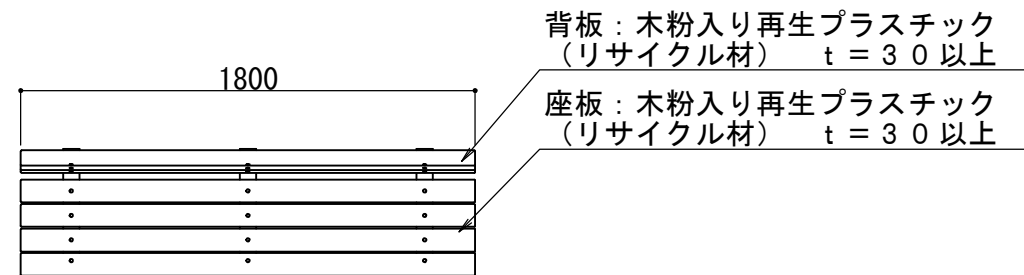 背板：木粉入り再生プラスチック
（リサイクル材）　ｔ＝３０以上
1800
座板：木粉入り再生プラスチック
（リサイクル材）　ｔ＝３０以上